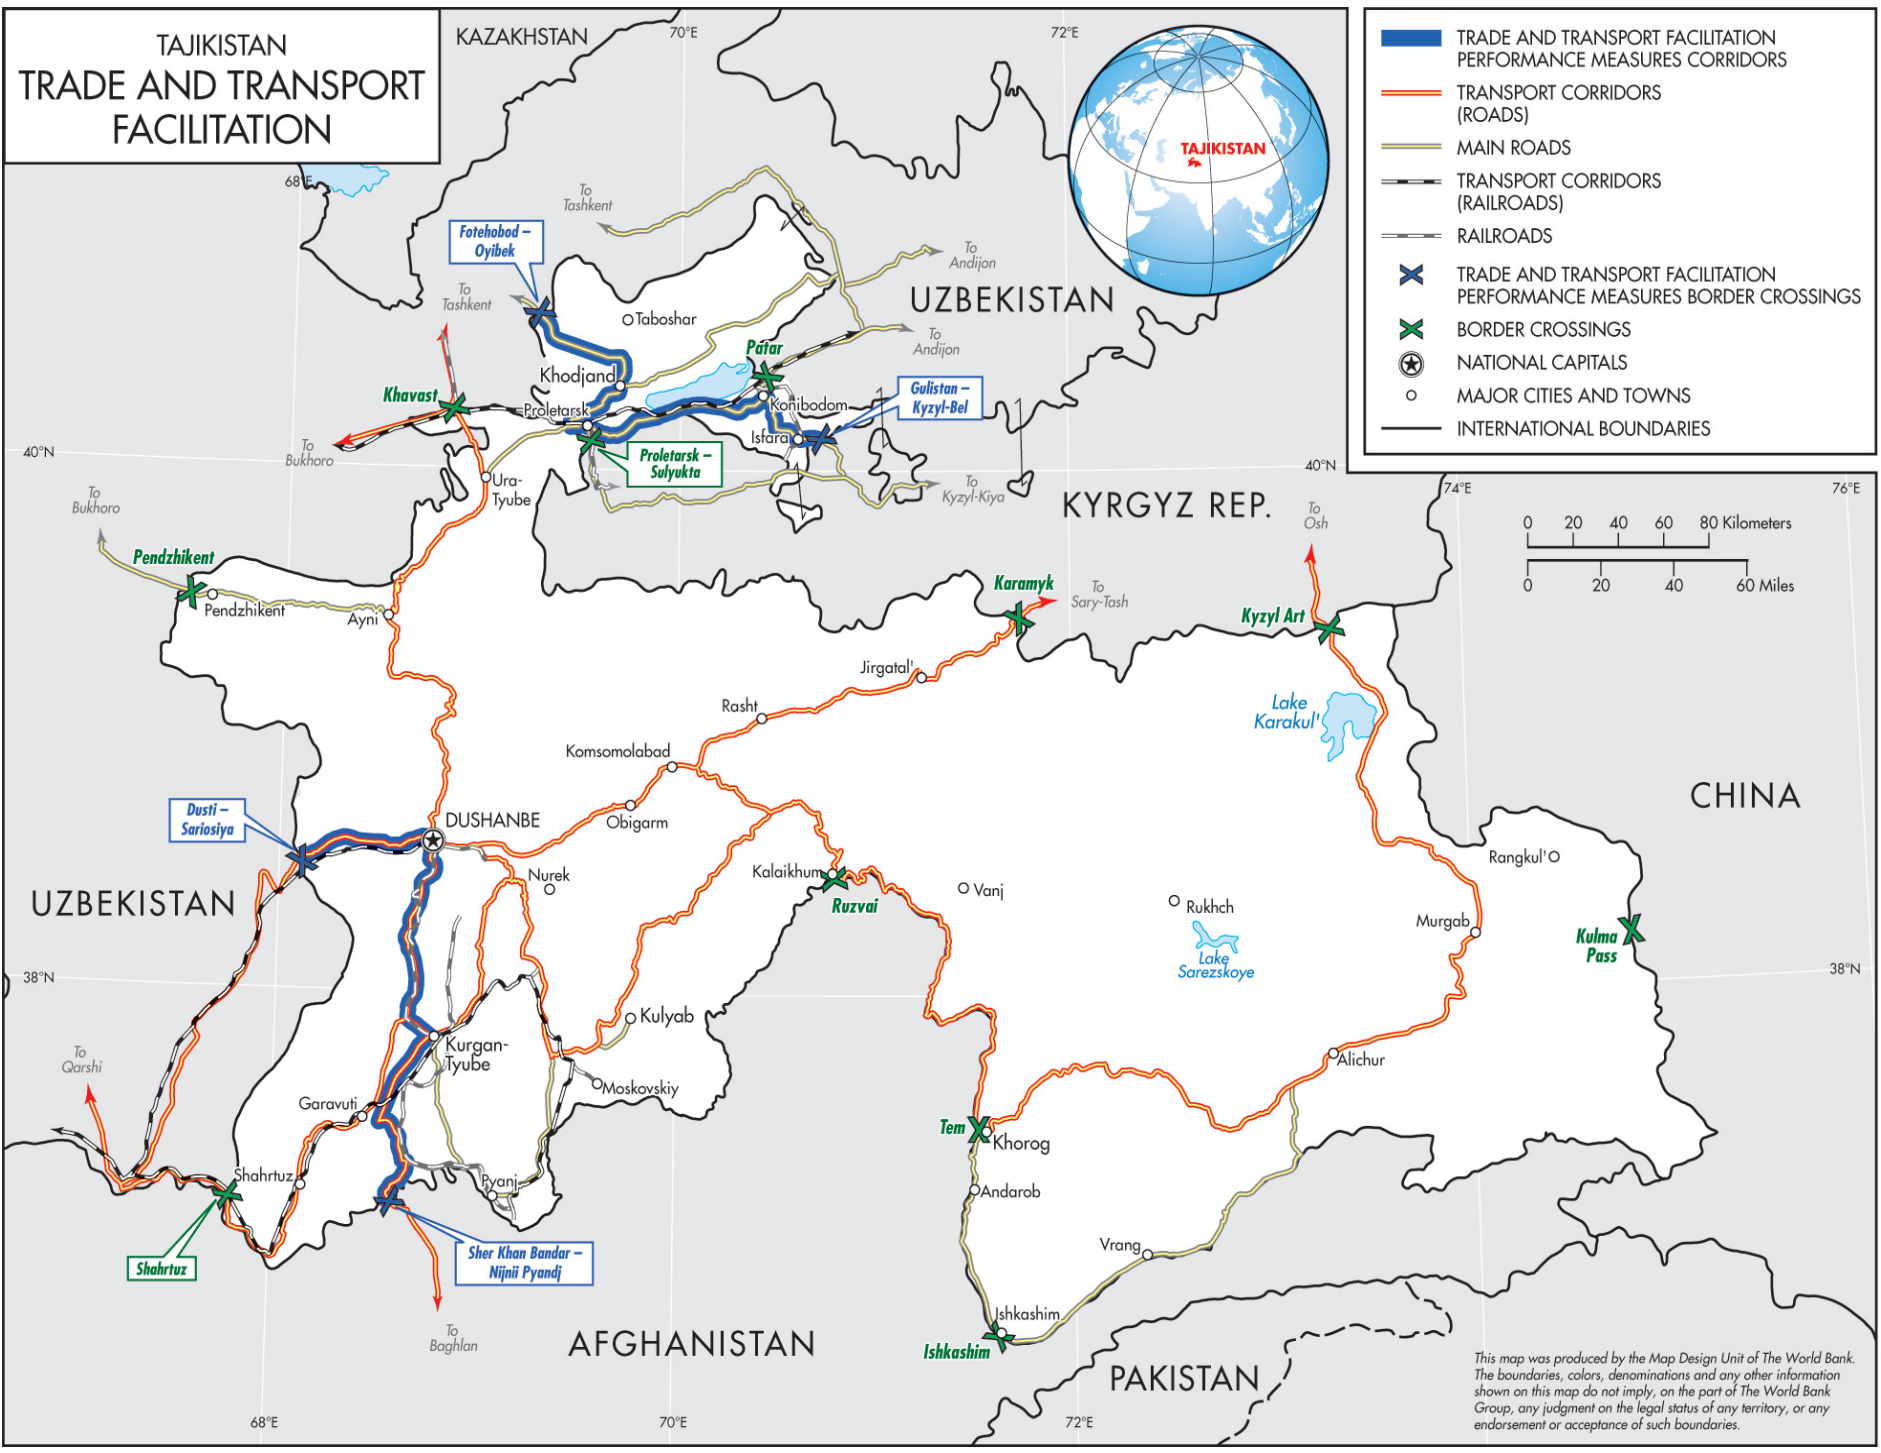 TAJIKISTAN
TRADE AND TRANSPORT
FACILITATION
TRADE AND TRANSPORT FACILITATION
PERFORMANCE MEASURES CORRIDORS
TRANSPORT CORRIDORS
(ROADS)
MAIN ROADS
TRANSPORT CORRIDORS
(RAILROADS)
RAILROADS
TRADE AND TRANSPORT FACILITATION
PERFORMANCE MEASURES BORDER CROSSINGS
BORDER CROSSINGS
NATIONAL CAPITALS
MAJOR CITIES AND TOWNS
INTERNATIONAL BOUNDARIES
TAJIKISTAN
KAZAKHSTAN
70°E
72°E
68°E
To
Tashkent
Fotehobod –
Oyibek
To
Andijon
To
Tashkent
UZBEKISTAN
Taboshar
To
Andijon
Patar
Khodjand
Khavast
Gulistan –
Kyzyl-Bel
Proletarsk
Konibodom
Isfara
To
Bukhoro
40°N
40°N
Proletarsk –
Sulyukta
Ura-
Tyube
To
Kyzyl-Kiya
To
Bukhoro
KYRGYZ REP.
To
Osh
74°E
76°E
0 20 40 60 80 Kilometers
0 20 40 60 Miles
Pendzhikent
Pendzhikent
Ayni
Karamyk
To
Sary-Tash
Kyzyl Art
Jirgatal'
Rasht
Lake
Karakul'
Komsomolabad
CHINA
Dusti –
Sariosiya
DUSHANBE
Obigarm
Rangkul'
Nurek
Kalaikhum
Vanj
UZBEKISTAN
Ruzvai
Rukhch
Murgab
Kulma
Pass
Lake
Sarezskoye
38°N
38°N
Kulyab
Kurgan-
Tyube
To
Qarshi
Alichur
Moskovskiy
Garavuti
Tem
Khorog
Shahrtuz
Pyanj
Andarob
Shahrtuz
Sher Khan Bandar –
Nijnii Pyandj
Vrang
Ishkashim
To
Baghlan
AFGHANISTAN
Ishkashim
PAKISTAN
This map was produced by the Map Design Unit of The World Bank.
The boundaries, colors, denominations and any other information
shown on this map do not imply, on the part of The World Bank
Group, any judgment on the legal status of any territory, or any
endorsement or acceptance of such boundaries.
68°E
70°E
72°E